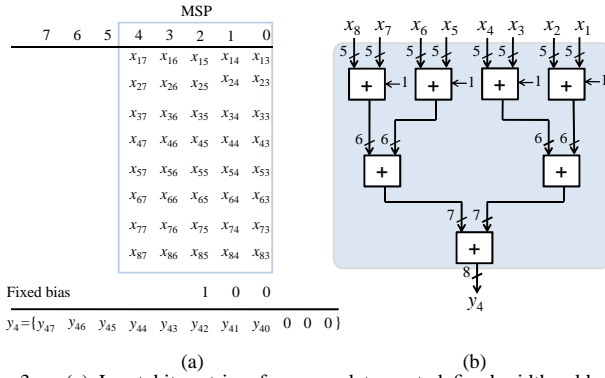 MSP
7 6 5 4 3 2 1 0
x17 x16 x15 x14 x13
x27 x26 x25 x24 x23
x37 x36 x35 x34 x33
x47 x46 x45 x44 x43
x57 x56 x55 x54 x53
x67 x66 x65 x64 x63
x77 x76 x75 x74 x73
x87 x86 x85 x84 x83
Fixed bias 1 0 0
y4={y47 y46 y45 y44 y43 y42 y41 y40 0 0 0}
(a)
x8 x7 x6 x5 x4 x3 x2 x1
5 5 5 5 5 5 5 5
+ 1 + 1 + 1 + 1
6 6 6 6
+ +
7 7
+
8
y4
(b)